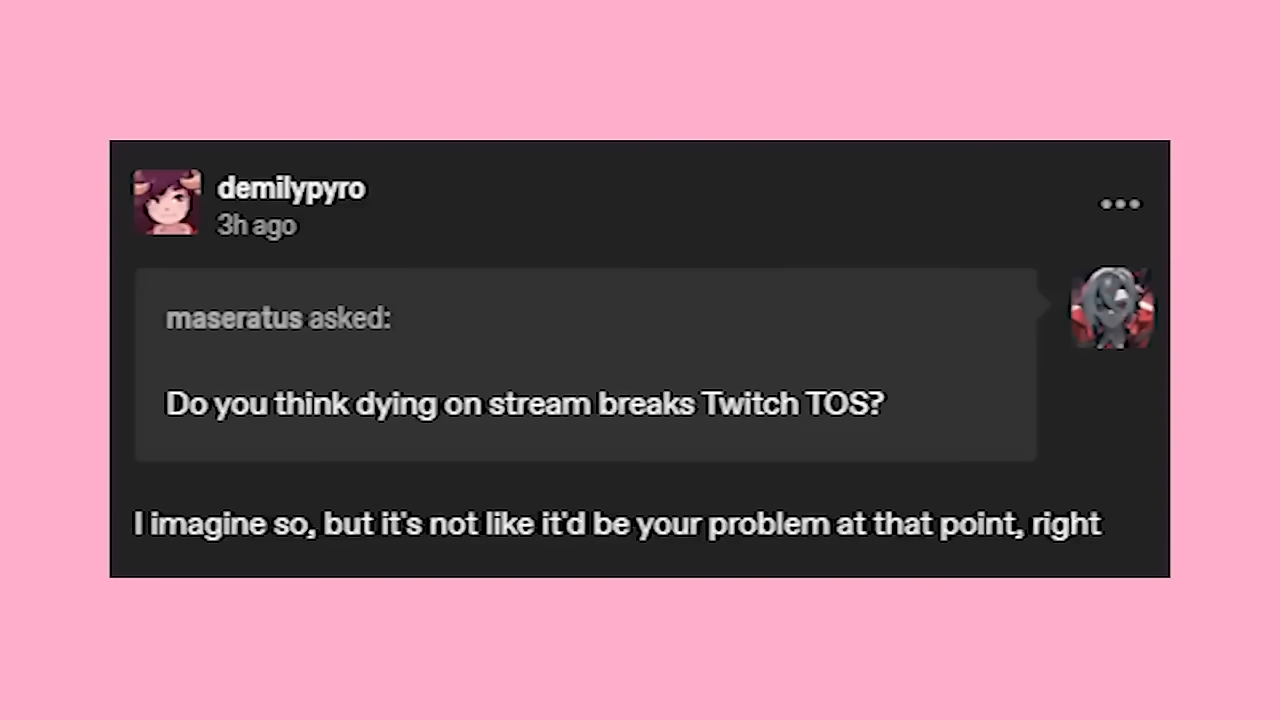 demilypyro
3h ago
maseratus asked:
Do you think dying on stream breaks Twitch TOS?
I imagine so, but it's not like it'd be your problem at that point, right